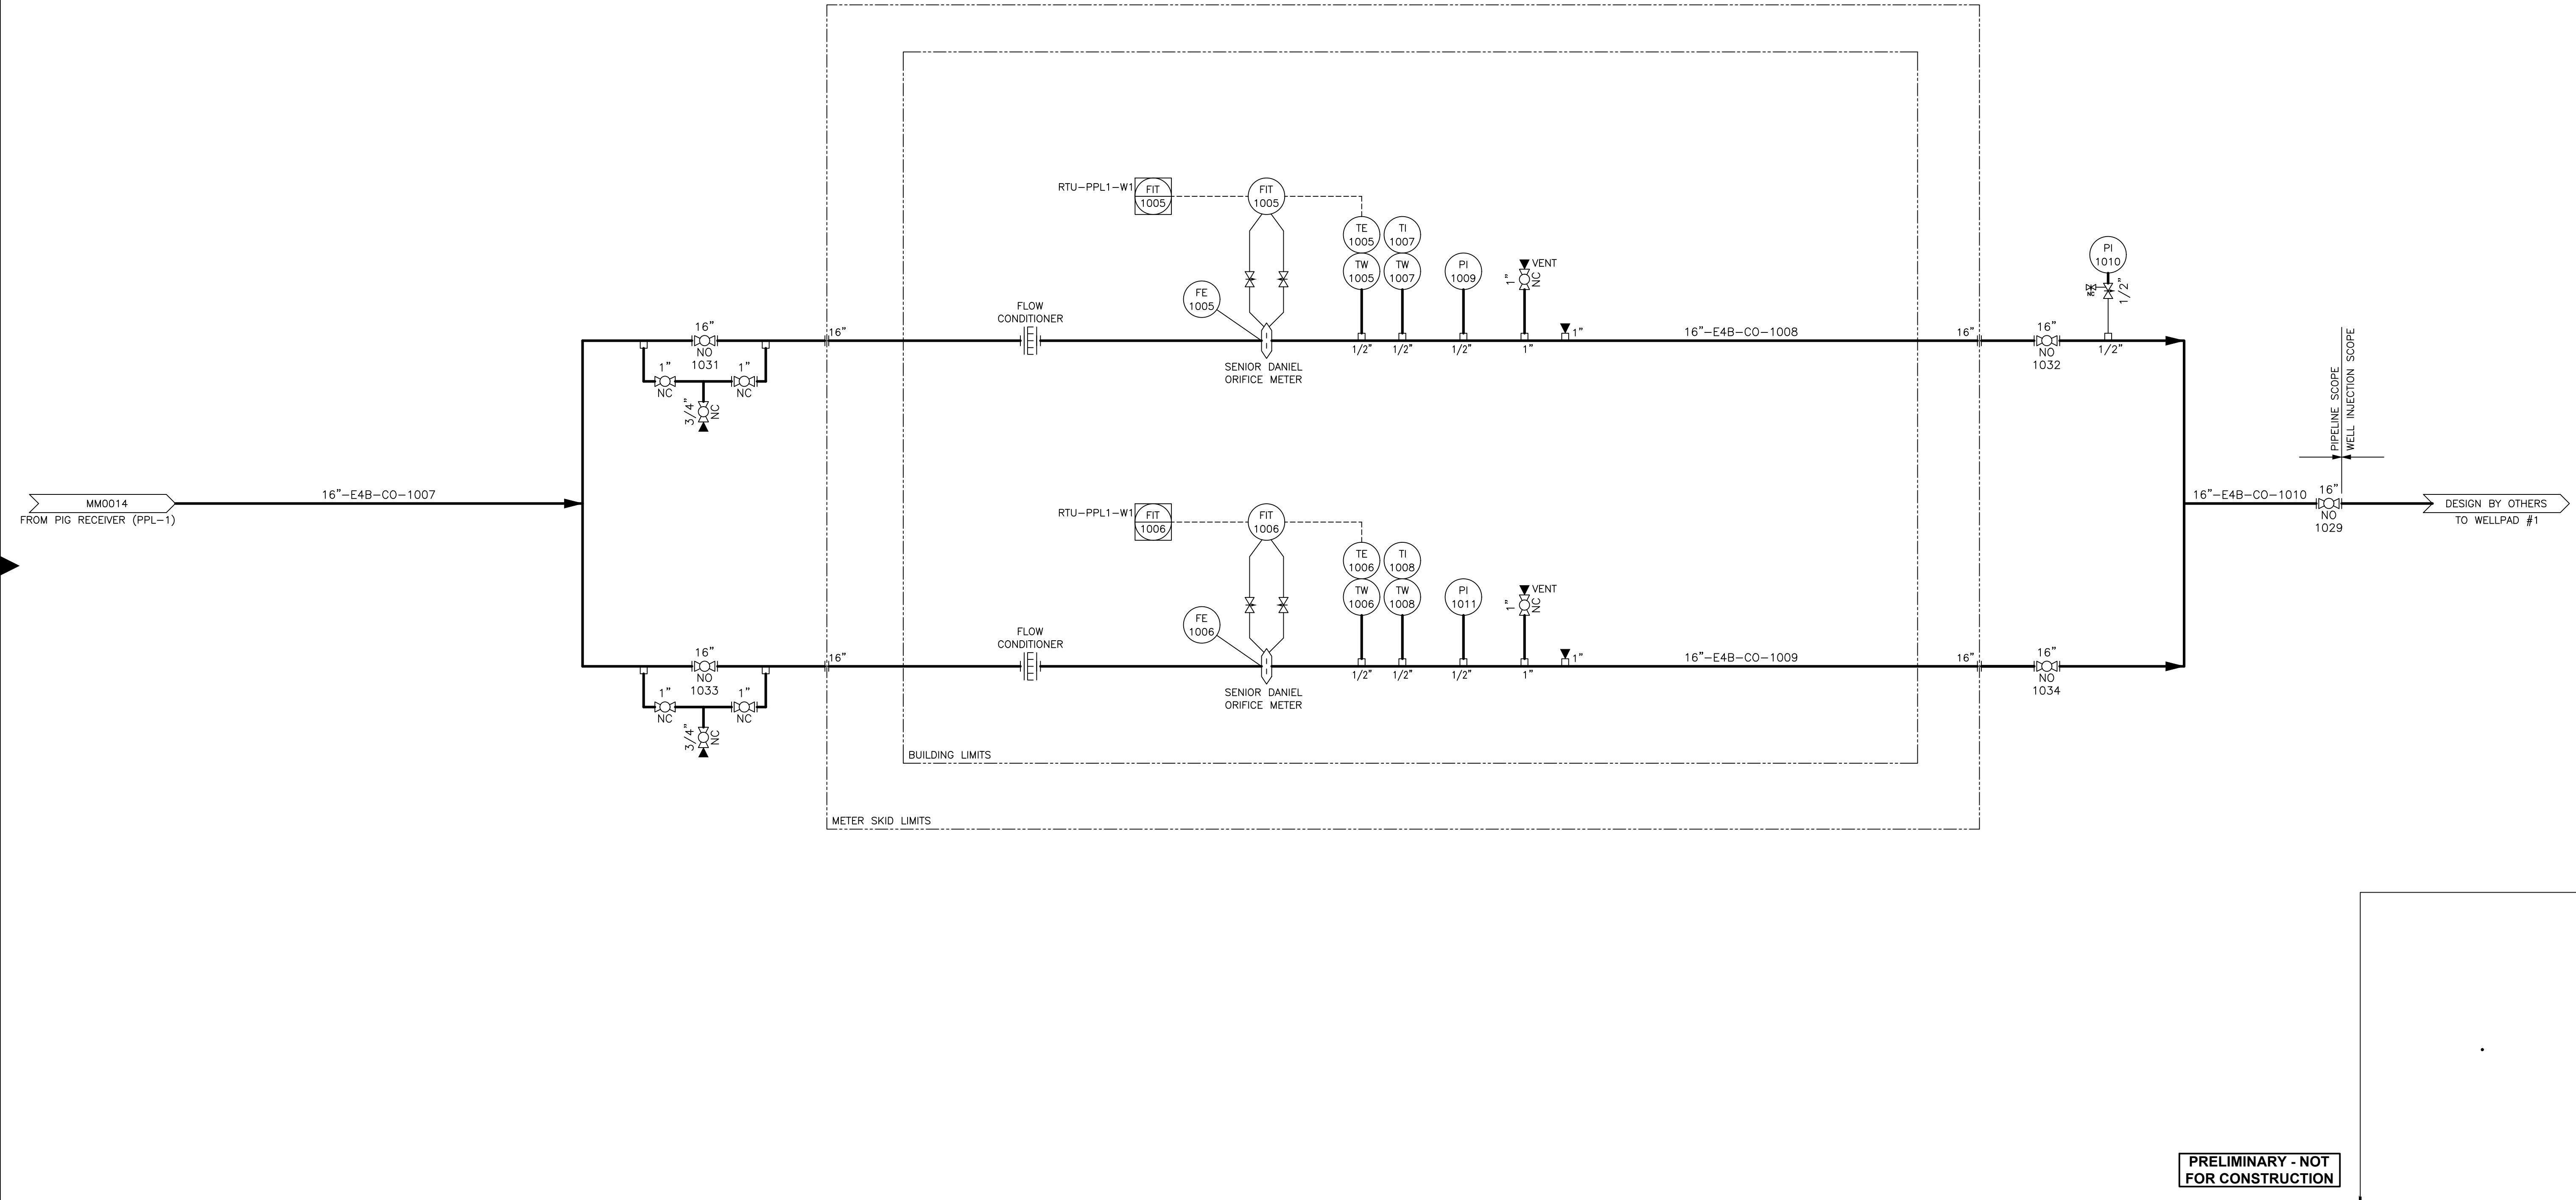 RTU-PPL1-W1
FIT
1005
FIT
1005
TE
1005
TI
1007
TW
1005
TW
1007
PI
1009
1"
VENT
NC
PI
1010
NC
1/2"
FE
1005
FLOW
CONDITIONER
16"
NO
1031
16"
1/2"
1/2"
1/2"
1"
1"
16"-E4B-CO-1008
16"
16"
NO
1032
1/2"
SENIOR DANIEL
ORIFICE METER
1"
NC
1"
NC
3/4"
NC
PIPELINE SCOPE
WELL INJECTION SCOPE
MM0014
FROM PIG RECEIVER (PPL-1)
16"-E4B-CO-1007
16"-E4B-CO-1010
16"
NO
1029
DESIGN BY OTHERS
TO WELLPAD #1
RTU-PPL1-W1
FIT
1006
FIT
1006
TE
1006
TI
1008
TW
1006
TW
1008
PI
1011
1"
VENT
NC
FE
1006
FLOW
CONDITIONER
16"
NO
1033
16"
1/2"
1/2"
1/2"
1"
1"
16"-E4B-CO-1009
16"
16"
NO
1034
SENIOR DANIEL
ORIFICE METER
1"
NC
1"
NC
3/4"
NC
BUILDING LIMITS
METER SKID LIMITS
PRELIMINARY - NOT
FOR CONSTRUCTION